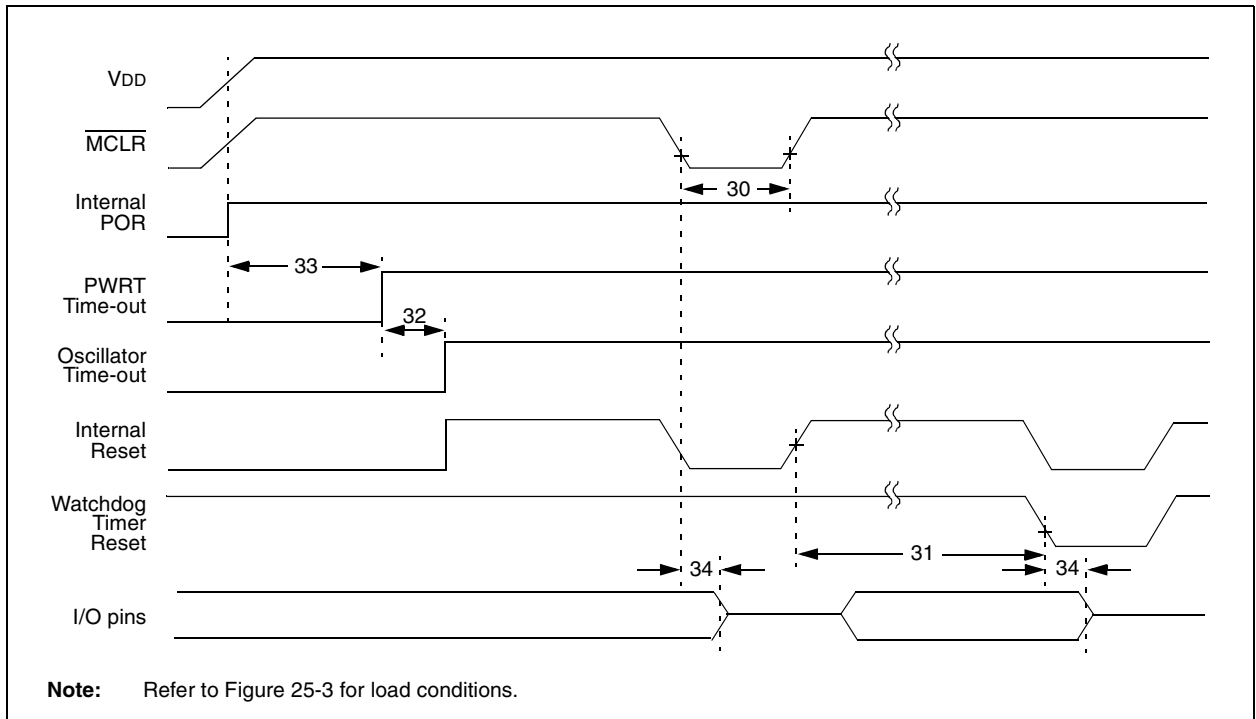 VDD
MCLR
30
Internal
POR
33
PWRT
Time-out
32
Oscillator
Time-out
Internal
Reset
Watchdog
Timer
Reset
31
34
34
I/O pins
Note: Refer to Figure 25-3 for load conditions.